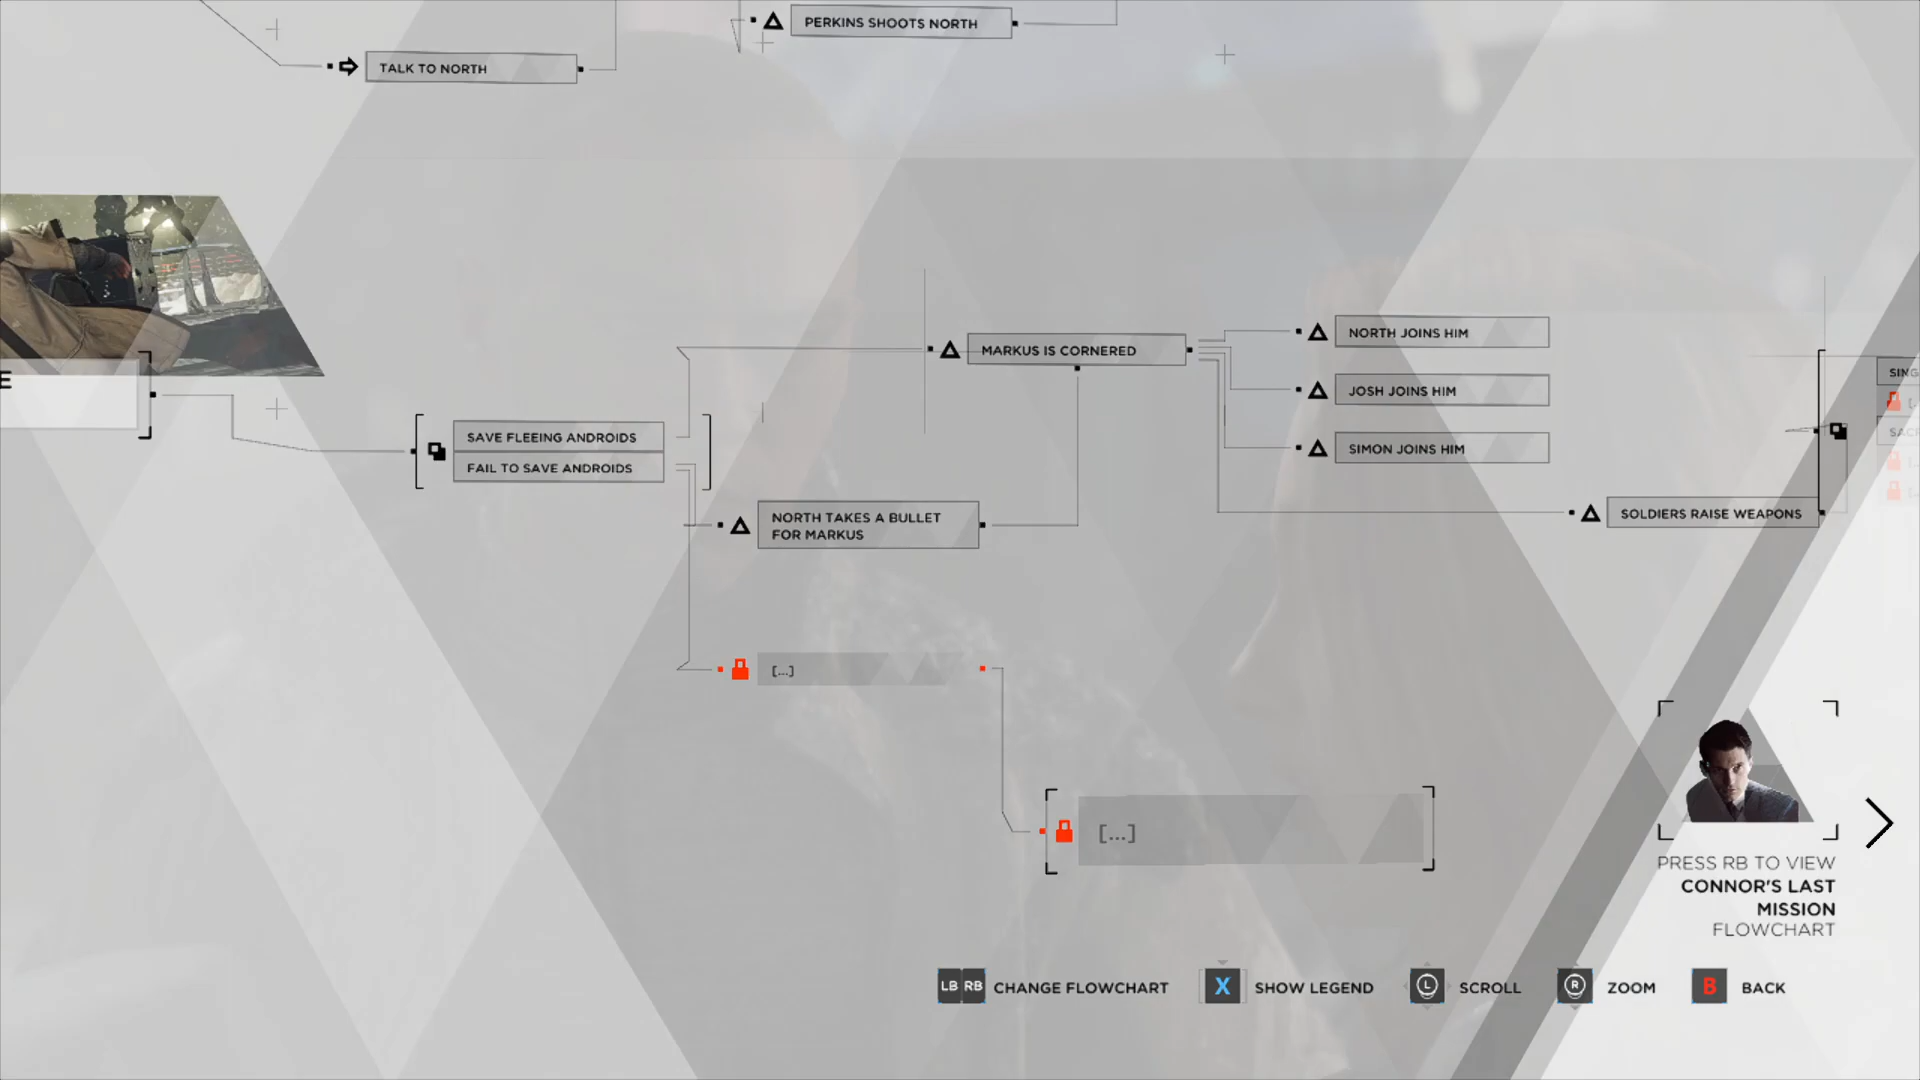 PERKINS SHOOTS NORTH
TALK TO NORTH
E
MARKUS IS CORNERED
NORTH JOINS HIM
JOSH JOINS HIM
SIMON JOINS HIM
SING
[..
SACR
[..
[..
SAVE FLEEING ANDROIDS
FAIL TO SAVE ANDROIDS
NORTH TAKES A BULLET
FOR MARKUS
SOLDIERS RAISE WEAPONS
[...]
[...]
PRESS RB TO VIEW
CONNOR'S LAST
MISSION
FLOWCHART
LB RB CHANGE FLOWCHART X SHOW LEGEND L SCROLL R ZOOM B BACK